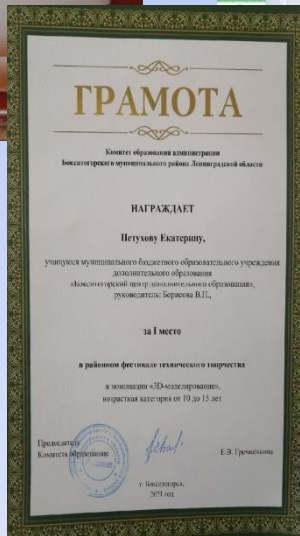 ГРАМОТА
Комитет образования администрации
Бокситогорского муниципального района Ленинградской области
НАГРАЖДАЕТ
Петухову Екатерину,
учащуюся муниципального бюджетного образовательного учреждения
дополнительного образования
«Бокситогорский центр дополнительного образования»,
руководитель: Борисова В.П.,
за I место
в районном фестивале технического творчества
в номинации «3D-моделирование»,
возрастная категория от 10 до 15 лет
Председатель
Комитета образования
Е.В. Гречнёвкина
г. Бокситогорск,
2021 год